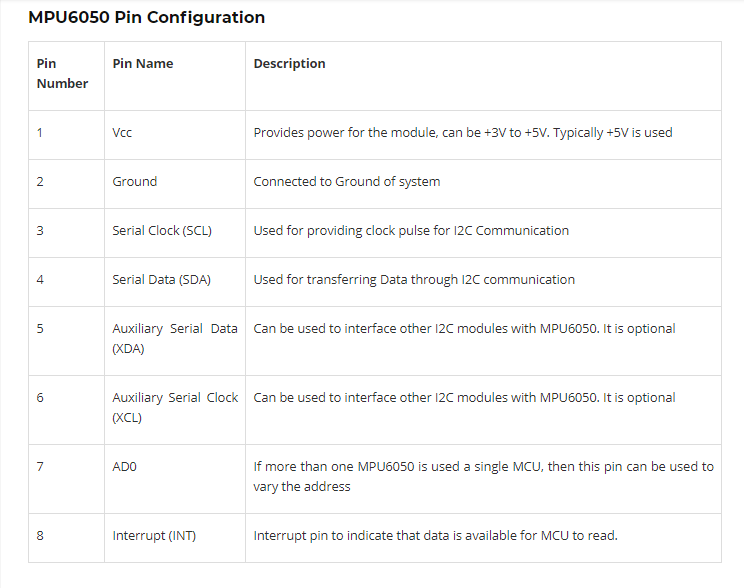 MPU6050 Pin Configuration
Pin Number	Pin Name	Description
1	Vcc	Provides power for the module, can be +3V to +5V. Typically +5V is used
2	Ground	Connected to Ground of system
3	Serial Clock (SCL)	Used for providing clock pulse for I2C Communication
4	Serial Data (SDA)	Used for transferring Data through I2C communication
5	Auxiliary Serial Data (XDA)	Can be used to interface other I2C modules with MPU6050. It is optional
6	Auxiliary Serial Clock (XCL)	Can be used to interface other I2C modules with MPU6050. It is optional
7	AD0	If more than one MPU6050 is used a single MCU, then this pin can be used to vary the address
8	Interrupt (INT)	Interrupt pin to indicate that data is available for MCU to read.